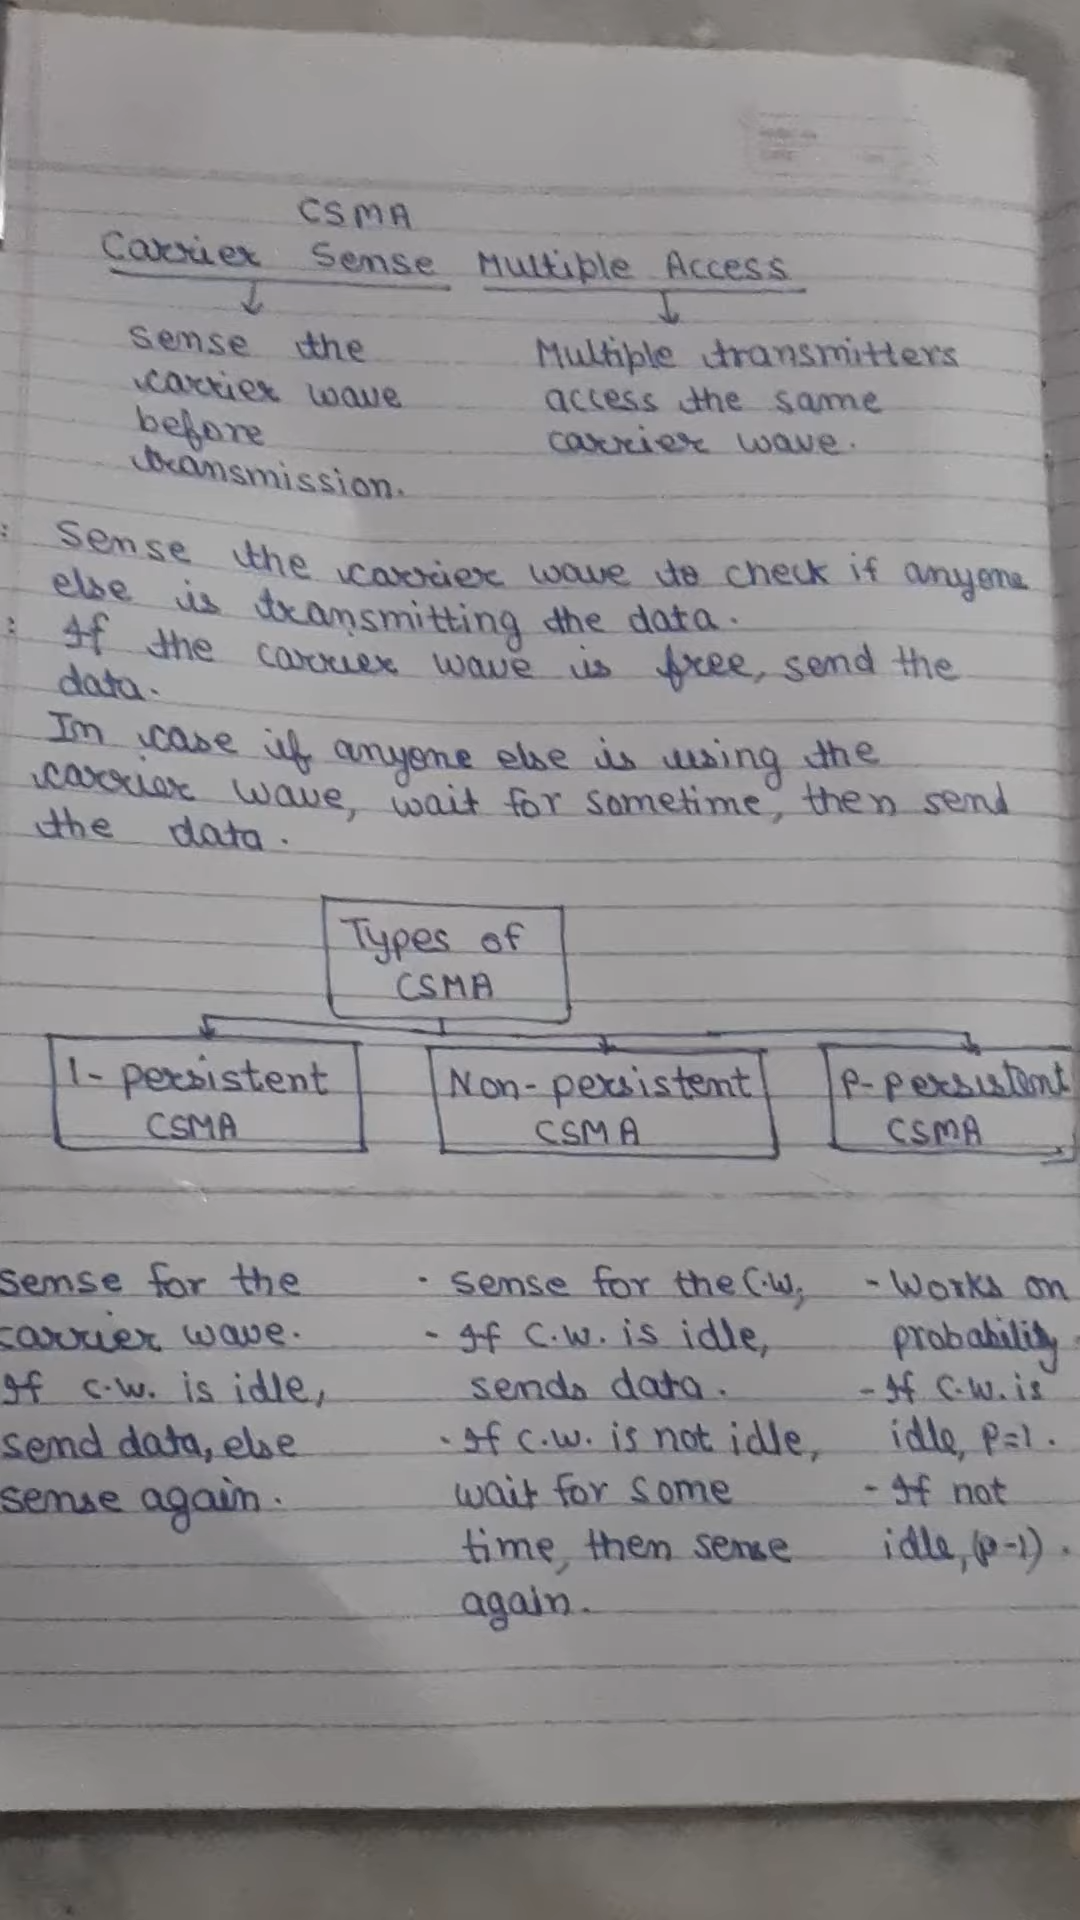 CSMA
Carrier Sense Multiple Access
sense the
carrier wave
before
transmission.
Multiple transmitters
access the same
carrier wave.
: Sense the carrier wave to check if anyone
else is transmitting the data.
: If the carrier wave is free, send the
data.
In case if anyone else is using the
carrier wave, wait for sometime, then send
the data.
Types of
CSMA
1-persistent
CSMA
Non-persistent
CSMA
P-persistent
CSMA
sense for the
carrier wave.
If c.w. is idle,
send data, else
sense again.
- sense for the C.W,
- If C.W. is idle,
sends data.
- If c.w. is not idle,
wait for some
time, then sense
again.
- Works on
probability.
- If C.W. is
idle, P=1.
- If not
idle, (p-1).